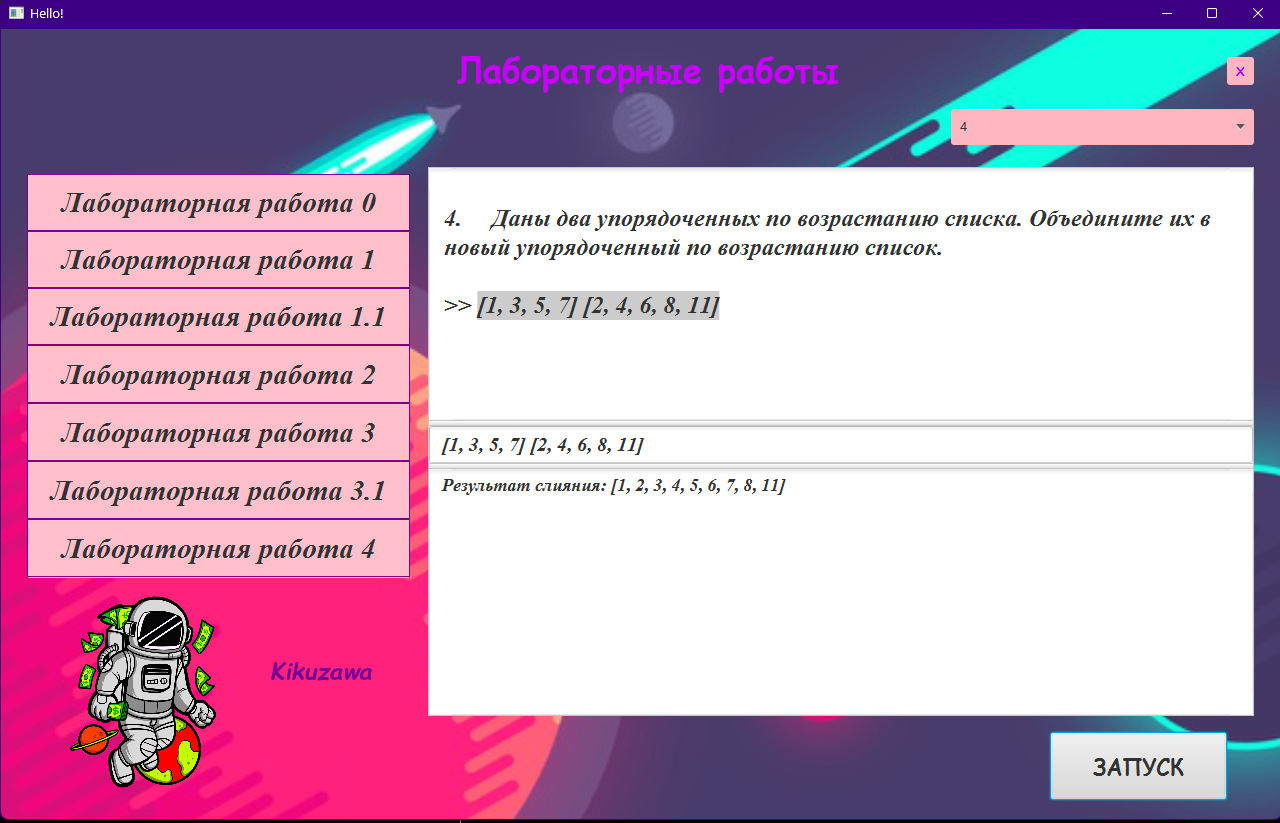 Hello!
Лабораторные работы
x
4
Лабораторная работа 0
Лабораторная работа 1
Лабораторная работа 1.1
Лабораторная работа 2
Лабораторная работа 3
Лабораторная работа 3.1
Лабораторная работа 4
Kikuzawa
4. Даны два упорядоченных по возрастанию списка. Объедините их в
новый упорядоченный по возрастанию список.
>> [1, 3, 5, 7] [2, 4, 6, 8, 11]
[1, 3, 5, 7] [2, 4, 6, 8, 11]
Результат слияния: [1, 2, 3, 4, 5, 6, 7, 8, 11]
ЗАПУСК